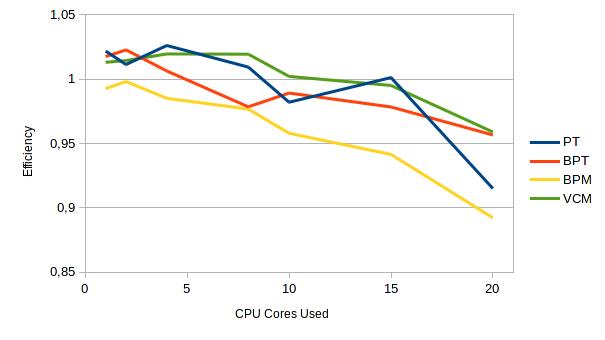 1,05
1
0,95
0,9
0,85
Efficiency
0
5
10
15
20
CPU Cores Used
PT
BPT
BPM
VCM